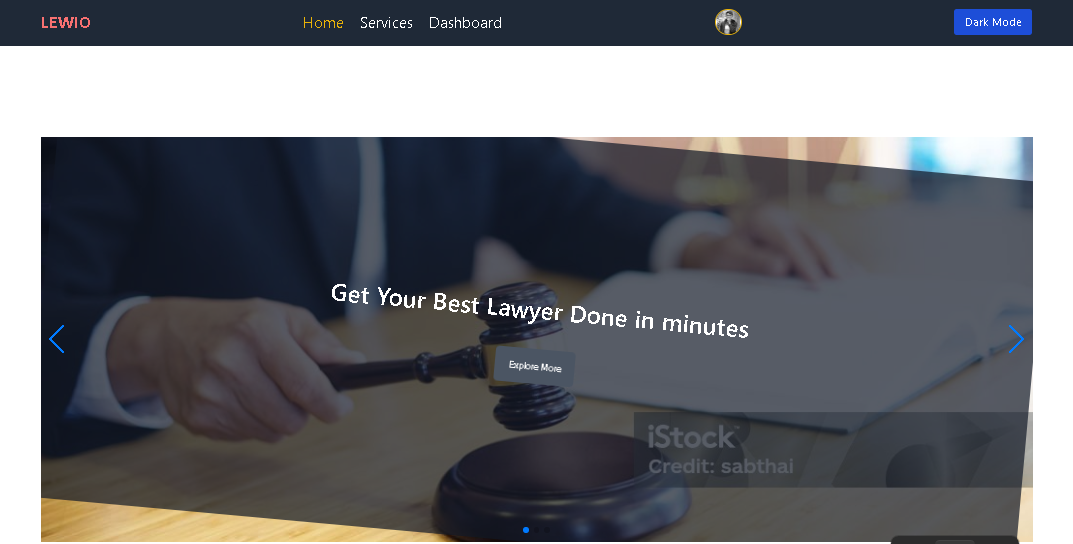 LEWIO
Home Services Dashboard
Dark Mode
Get Your Best Lawyer Done in minutes
Explore More
iStock
Credit: sabthai